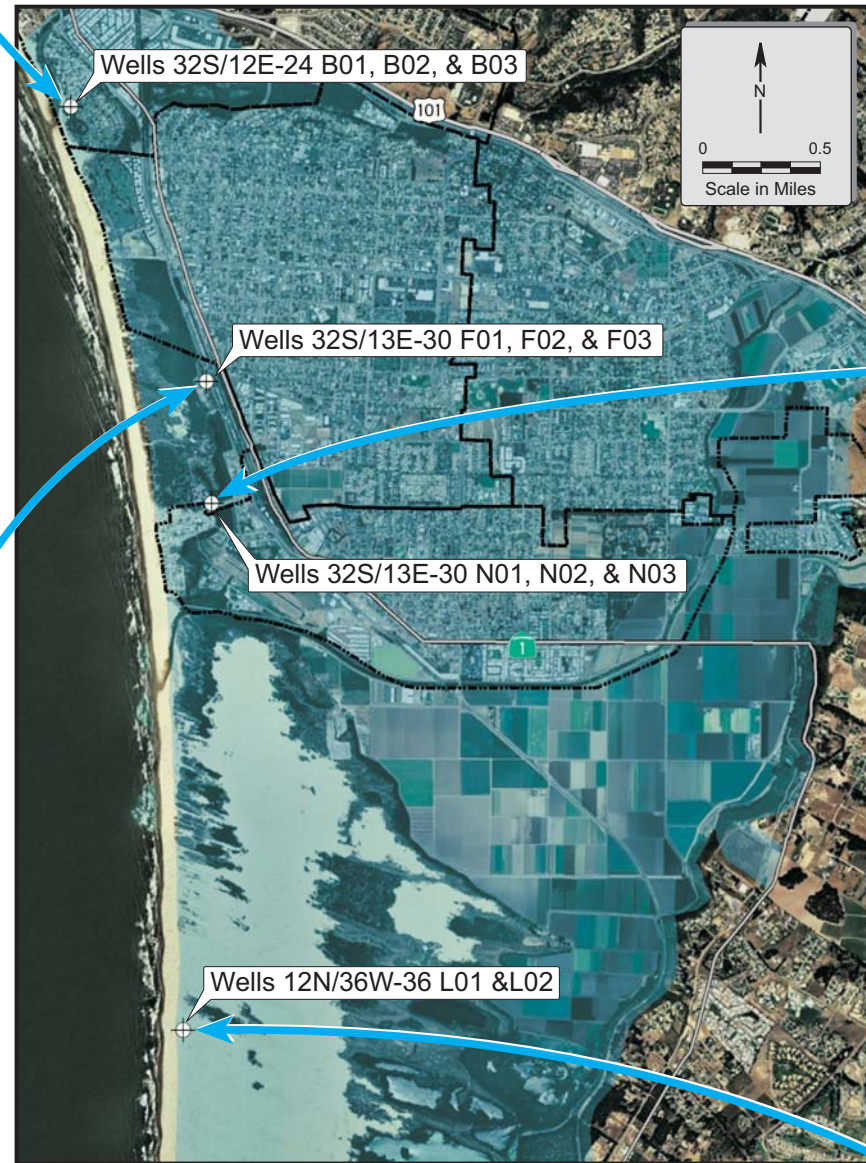 Wells 32S/12E-24 B01, B02, & B03
101
N
0 0.5
Scale in Miles
Wells 32S/13E-30 F01, F02, & F03
Wells 32S/13E-30 N01, N02, & N03
1
Wells 12N/36W-36 L01 &L02